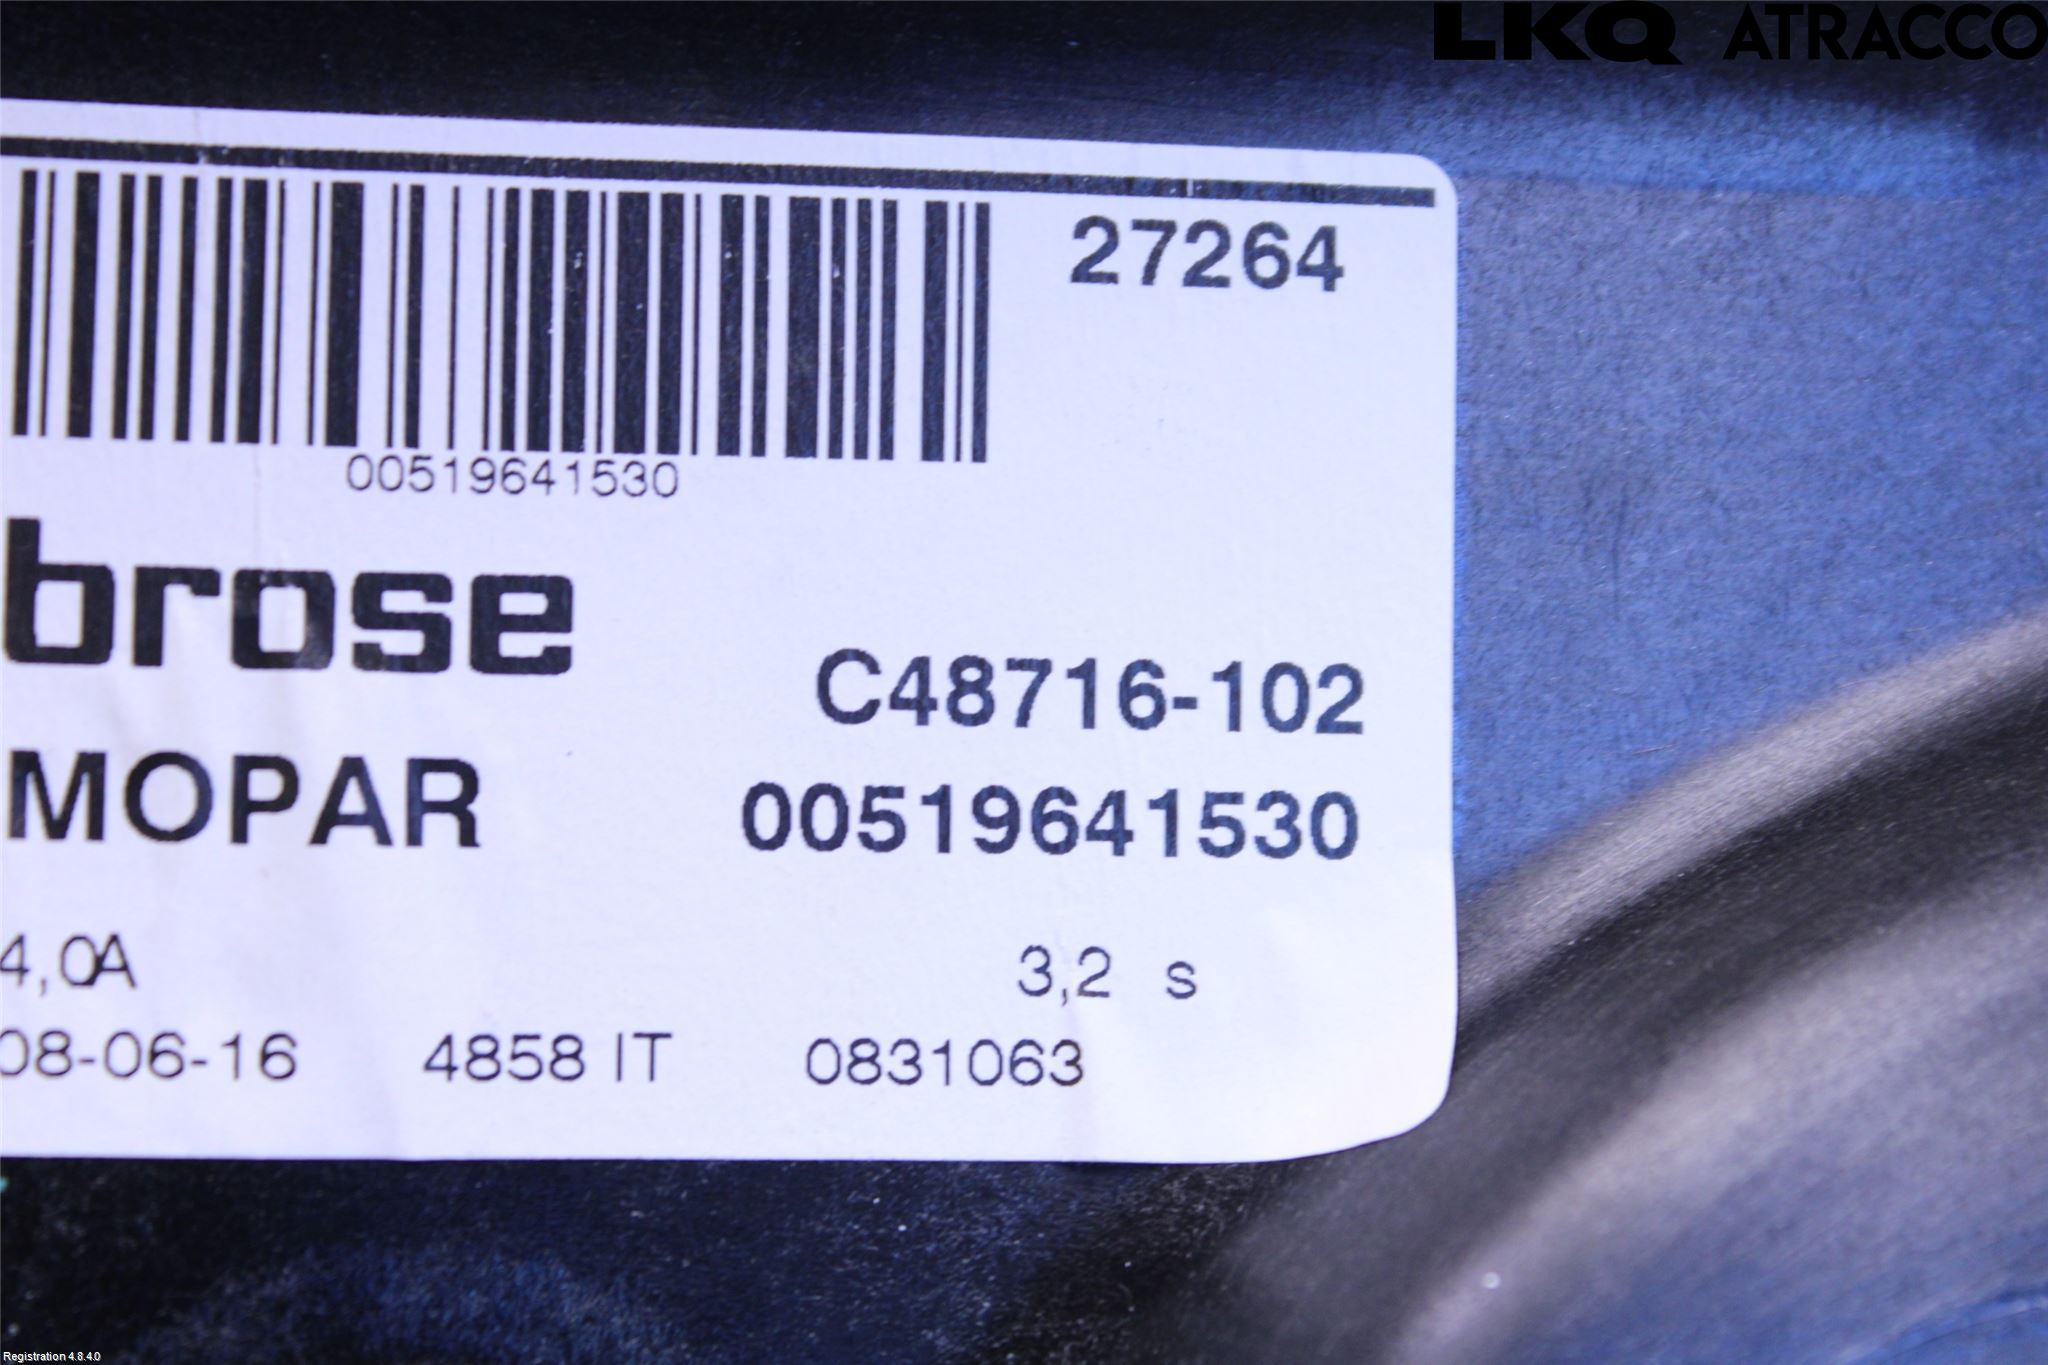 LKQ ATRACCO
27264
00519641530
brose
C48716-102
MOPAR 00519641530
4,0A 3,2 s
08-06-16 4858 IT 0831063
Registration 4.8.4.0